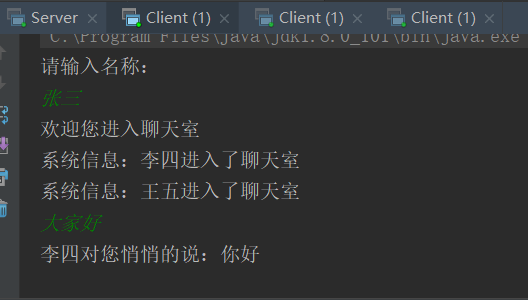 Server × Client (1) × Client (1) × Client (1) ×
C:\Program Files\java\jdk1.8.0_101\bin\java.exe
请输入名称：
张三
欢迎您进入聊天室
系统信息：李四进入了聊天室
系统信息：王五进入了聊天室
大家好
李四对您悄悄的说：你好